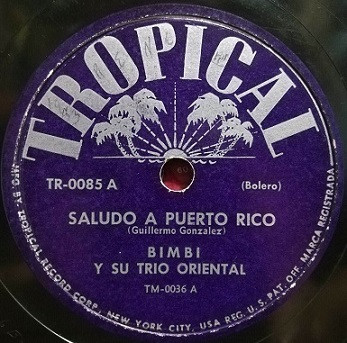 TROPICAL
TR-0085 A
(Bolero)
SALUDO A PUERTO RICO
(Guillermo Gonzalez)
BIMBI
Y SU TRIO ORIENTAL
TM-0036 A
MFG. BY TROPICAL RECORD CORP., NEW YORK CITY, USA REG. U.S. PAT. OFF. MARCA REGISTRADA